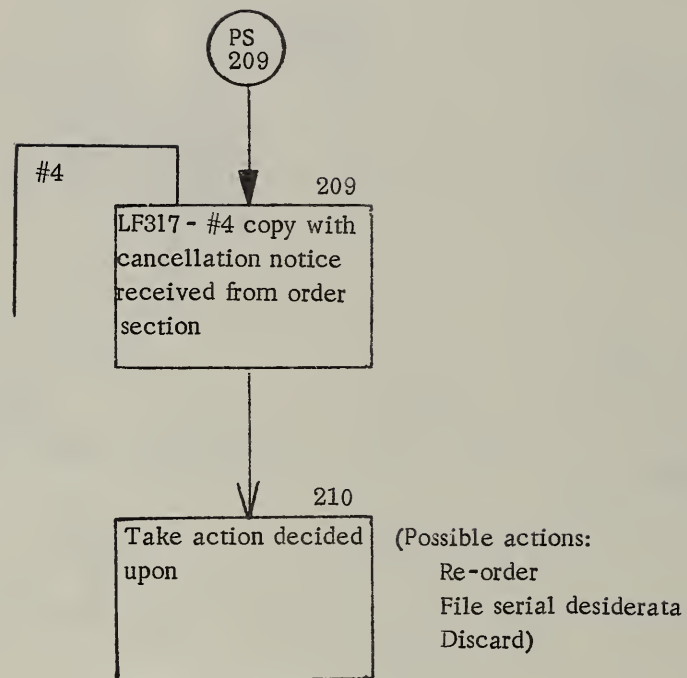 PS
209
#4
209
LF317 - #4 copy with
cancellation notice
received from order
section
210
Take action decided
upon
(Possible actions:
Re-order
File serial desiderata
Discard)